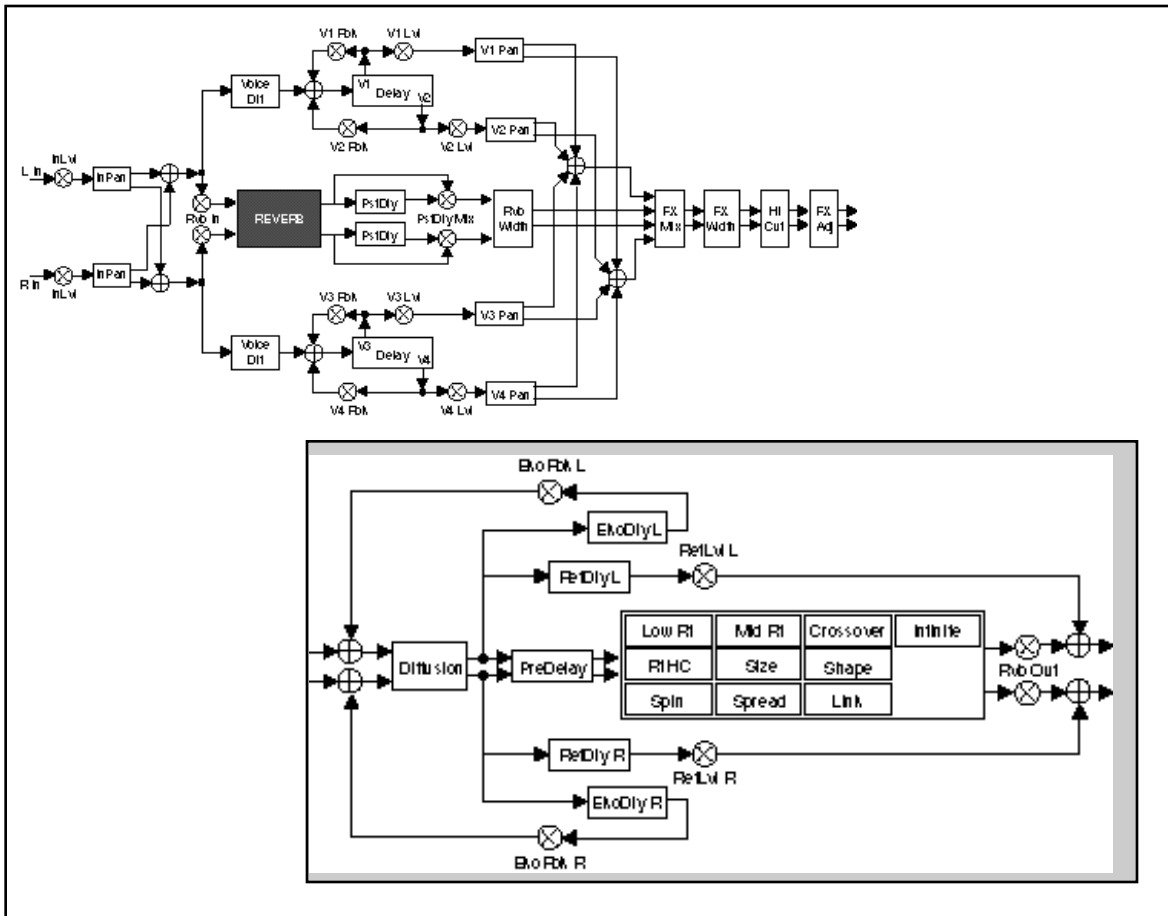 V1 Fbk V1 Lvl
V1 Pan
Voice
Dif
V1 Delay V2
V2 Pan
V2 Fbk V2 Lvl
InLvl
L In
InPan
Rvb In
REVERB
PstDly
PstDlyMix
PstDly
Rvb
Width
FX
Mix
FX
Width
Hi
Cut
FX
Adj
InPan
R In
InLvl
V3 Fbk V3 Lvl
V3 Pan
Voice
Dif
V3 Delay V4
V4 Pan
V4 Fbk V4 Lvl
Eko Fbk L
EkoDly L
RefLvl L
RefDly L
Low Rt Mid Rt Crossover Infinite
Diffusion PreDelay RtHC Size Shape
Rvb Out
Spin Spread Link
RefDly R
RefLvl R
EkoDly R
Eko Fbk R